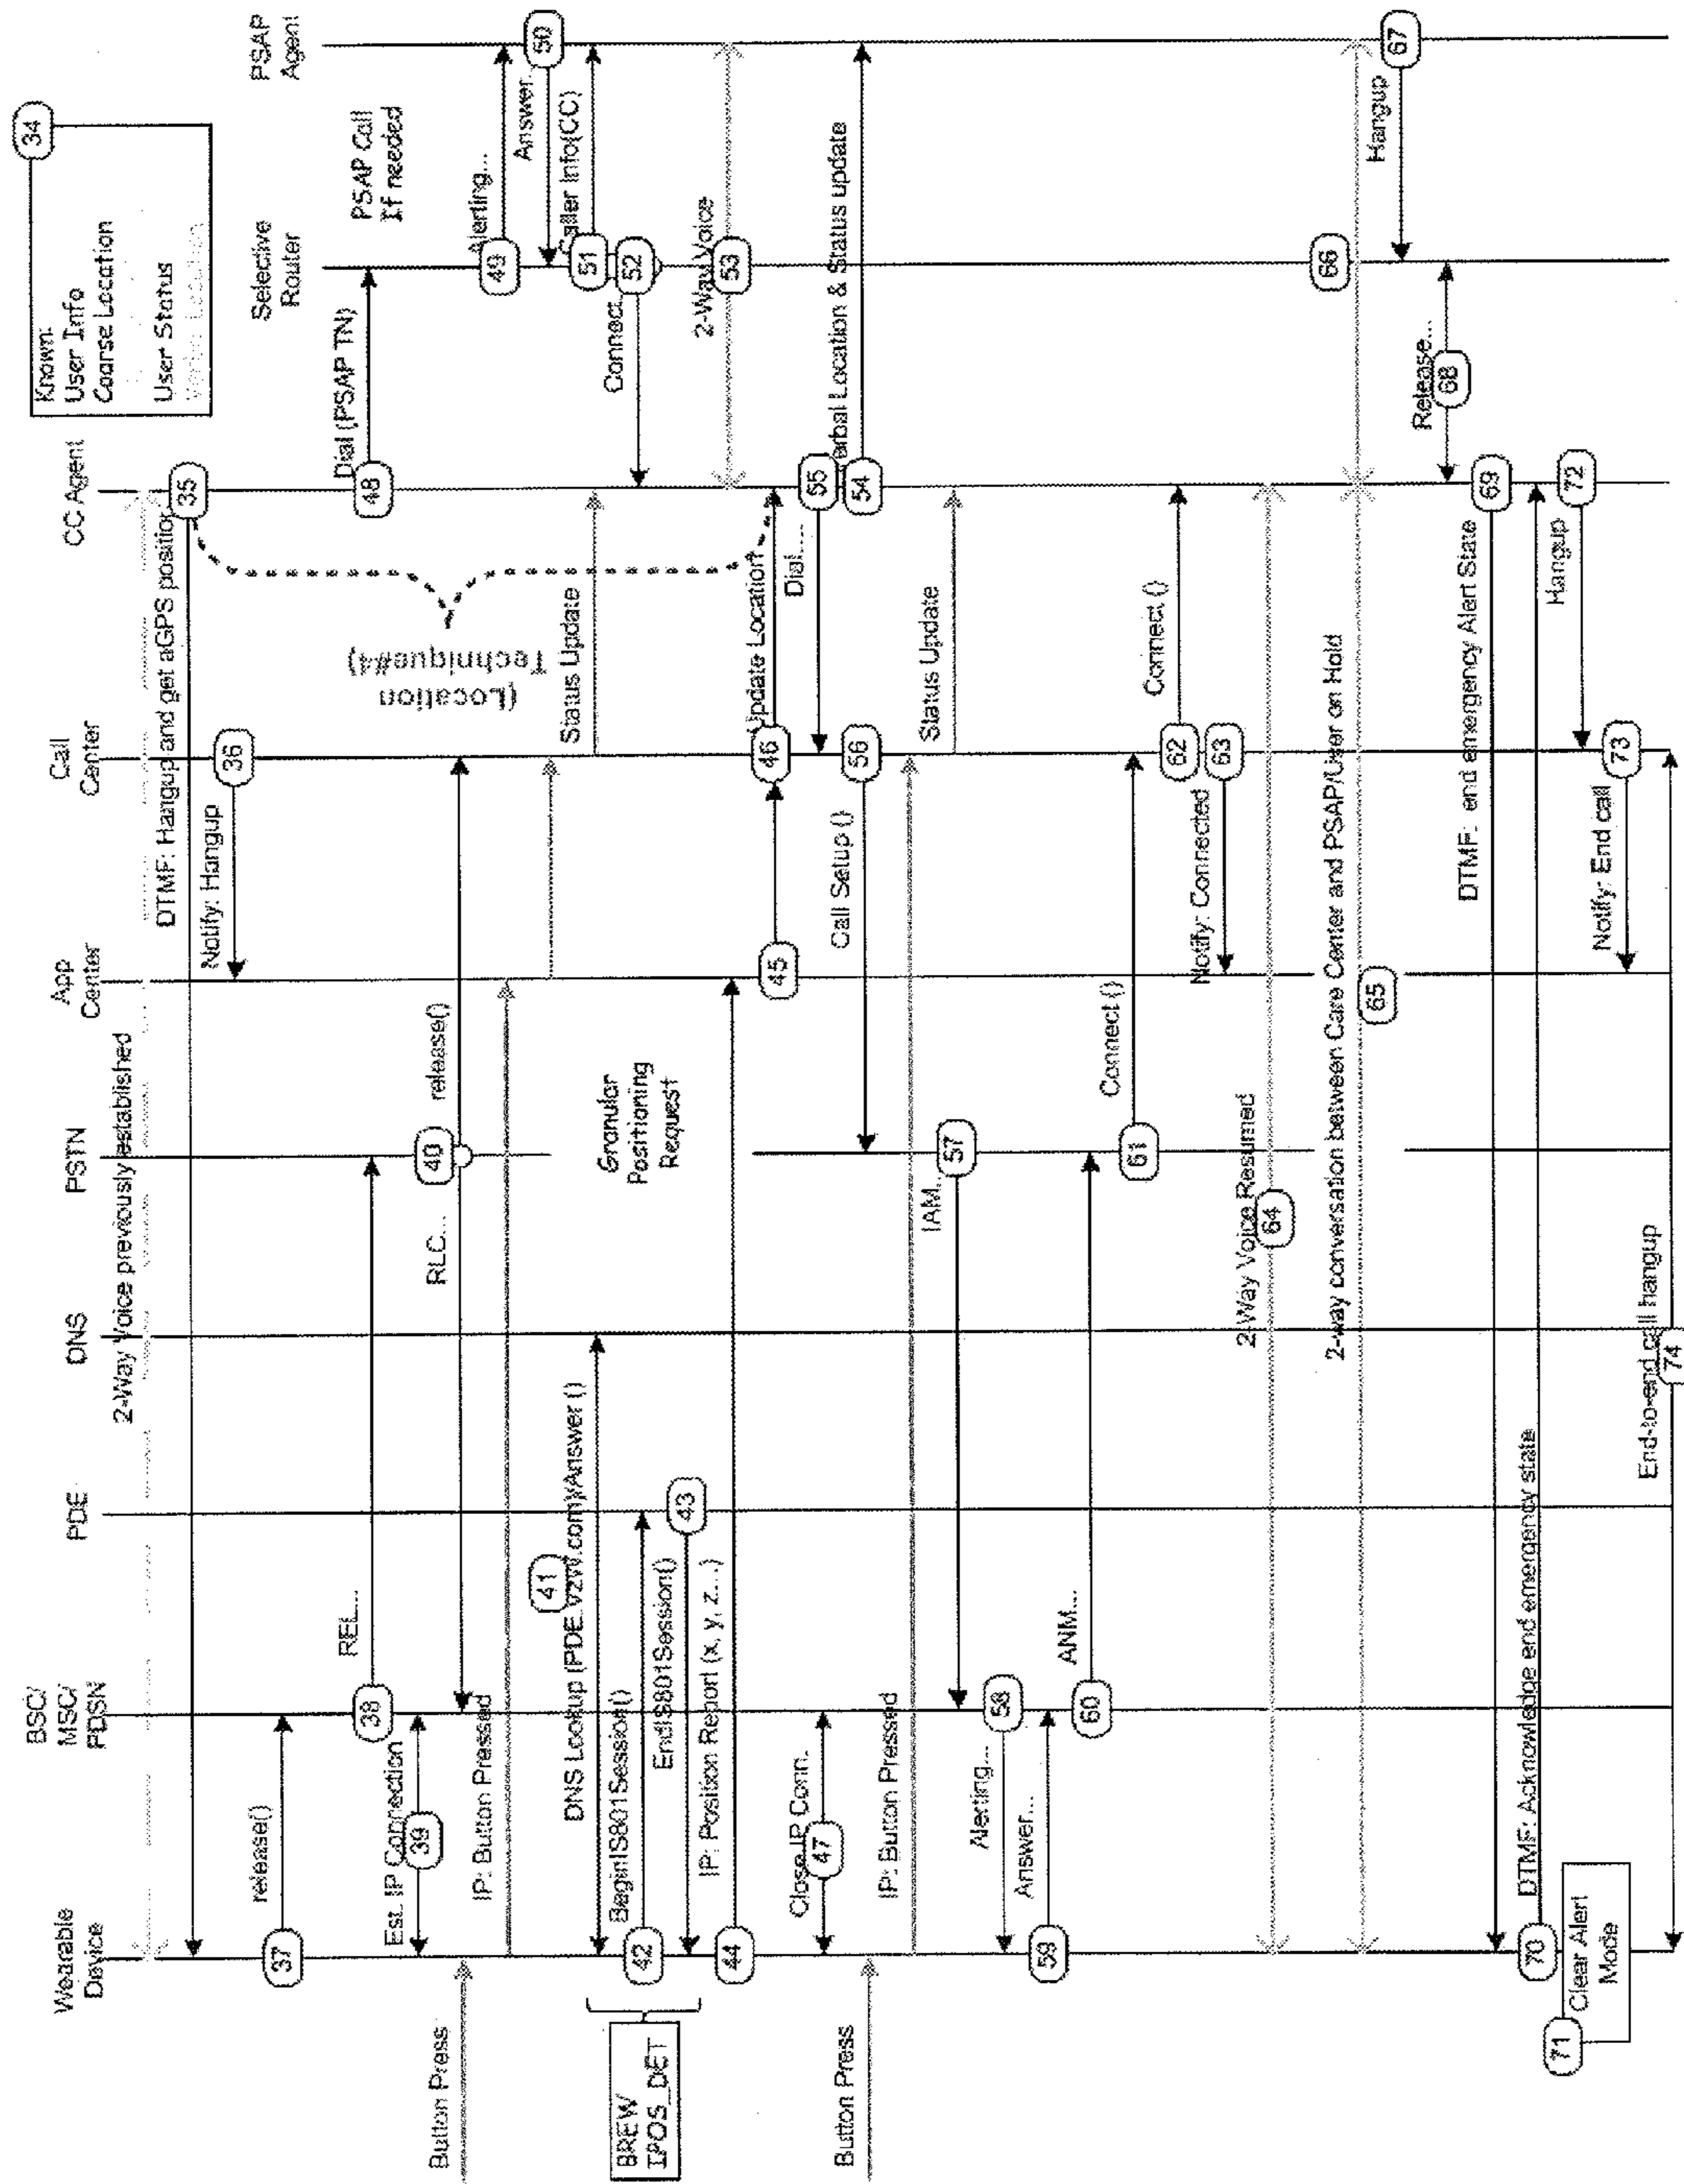 Wearable
Device
BSC/
MSC/
PDSN
PDE
DNS
PSTN
App
Center
Call
Center
CC Agent
Selective
Router
PSAP
Agent
34
Known:
User Info
Coarse Location
User Status
2-Way Voice previously established
35
DTMF: Hangup and get aGPS position
36
Notify: Hangup
37
release()
PSAP Call
If needed
38
REL...
48
Dial (PSAP TN)
39
Est. IP Connection
40
RLC...
release()
Button Press
IP: Button Pressed
(Location
Technique#4)
49
Alerting...
50
Answer
41
DNS Lookup (PDE.vzw.com)/Answer ()
Granular
Positioning
Request
Status Update
51
Caller Info(CC)
BREW
IPOS_DET
42
BeginIS801Session()
52
Connect
43
EndIS801Session()
44
IP: Position Report (x, y, z...)
53
2-Way Voice
45
46
Update Location
47
Close IP Conn.
55
Dial....
Button Press
56
Call Setup ()
54
Verbal Location & Status update
IP: Button Pressed
Status Update
57
IAM...
58
Alerting...
59
Answer...
60
ANM...
61
Connect ()
62
Connect ()
63
Notify: Connected
64
2-Way Voice Resumed
66
65
2-way conversation between Care Center and PSAP/User on Hold
67
Hangup
68
Release...
69
DTMF: end emergency Alert State
70
DTMF: Acknowledge end emergency state
71
Clear Alert
Mode
72
Hangup
73
Notify: End call
74
End-to-end call hangup